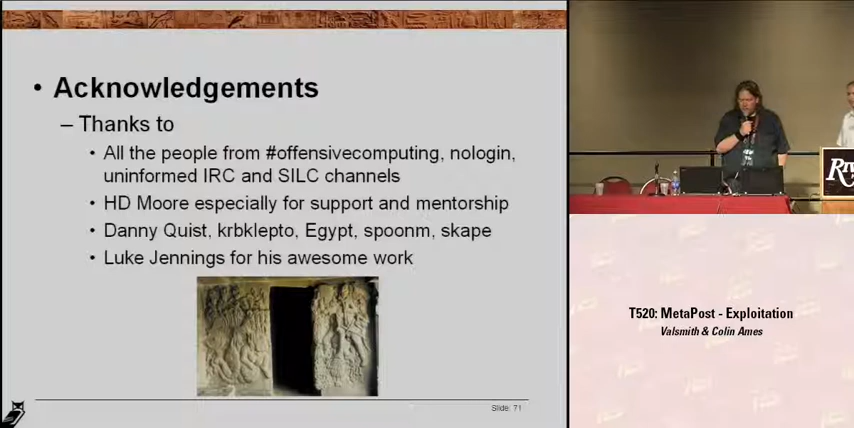 • Acknowledgements
– Thanks to
• All the people from #offensivecomputing, nologin,
uninformed IRC and SILC channels
• HD Moore especially for support and mentorship
• Danny Quist, krbklepto, Egypt, spoonm, skape
• Luke Jennings for his awesome work
Slide: 71
T520: MetaPost - Exploitation
Valsmith & Colin Ames